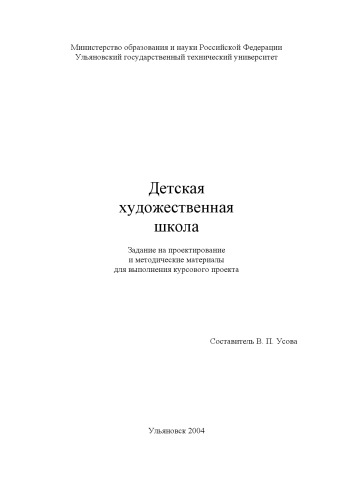 Министерство образования и науки Российской Федерации
Ульяновский государственный технический университет
Детская
художественная
школа
Задание на проектирование
и методические материалы
для выполнения курсового проекта
Составитель В. П. Усова
Ульяновск 2004